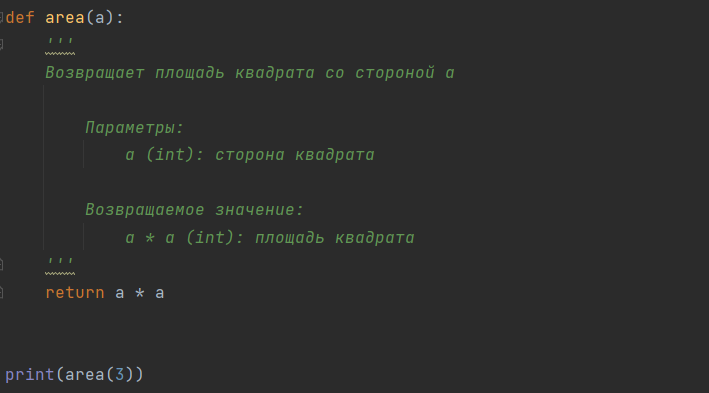 def area(a):
    '''
    Возвращает площадь квадрата со стороной a

        Параметры:
            a (int): сторона квадрата

        Возвращаемое значение:
            a * a (int): площадь квадрата
    '''
    return a * a


print(area(3))